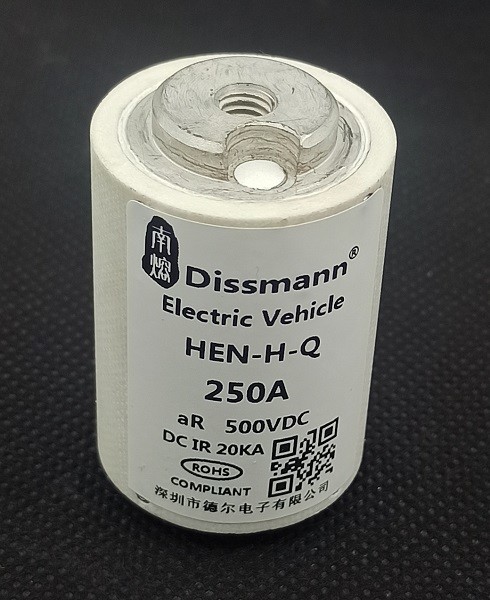 南熔
Dissmann®
Electric Vehicle
HEN-H-Q
250A
aR 500VDC
DC IR 20KA
ROHS
COMPLIANT
深圳市德尔电子有限公司